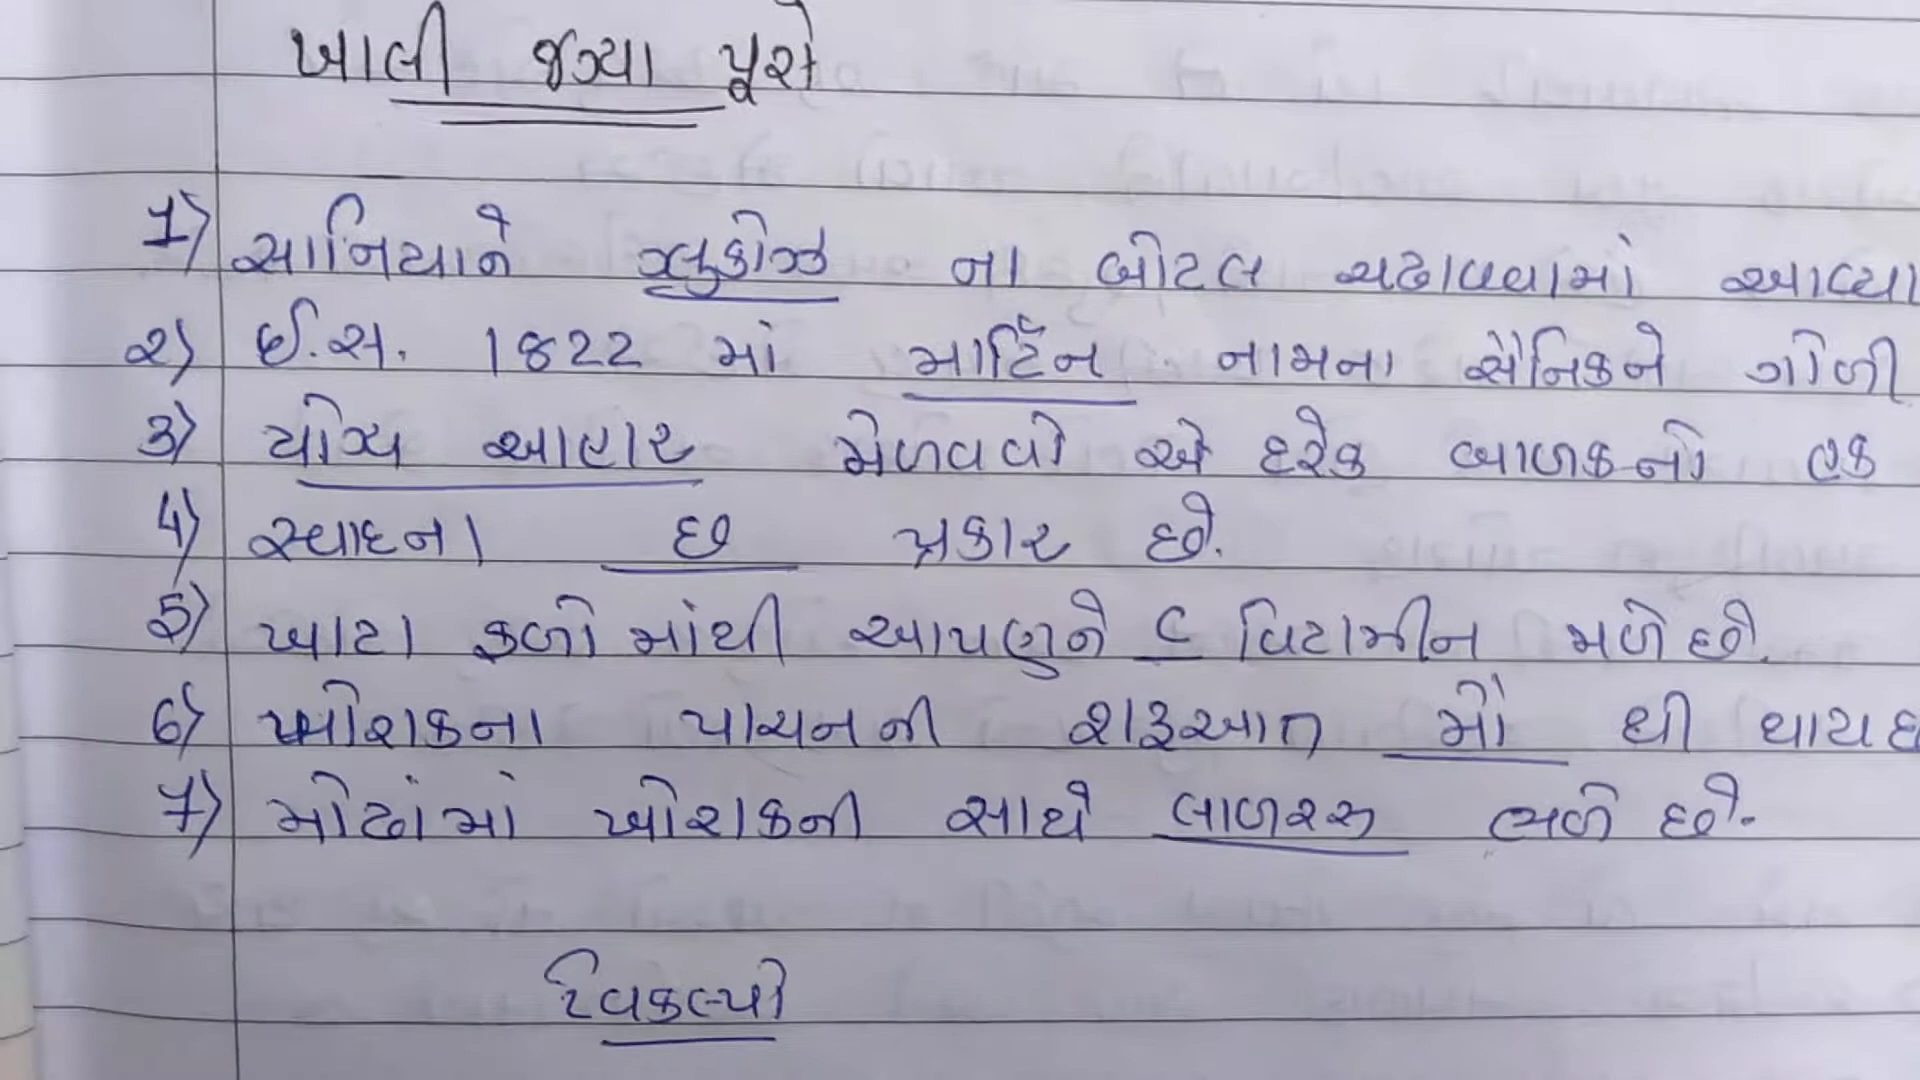 ખાલી જગ્યા પૂરો
1) સાનિયાને ગ્લુકોઝ ના બોટલ ચઢાવવામાં આવ્યા
૨) ઈ.સ. 1822 માં માર્ટિન નામના સૈનિકને ગોળી
3) યોગ્ય આહાર મેળવવો એ દરેક બાળકનો હક
4) સ્વાદના છ પ્રકાર છે.
5) ખાટા ફળો માંથી આપણને C વિટામીન મળે છે.
6) ખોરાકના પાચનની શરૂઆત મોં થી થાય છ
7) મોઢાંમાં ખોરાકની સાથે લાળરસ ભળે છે.
વિકલ્પો